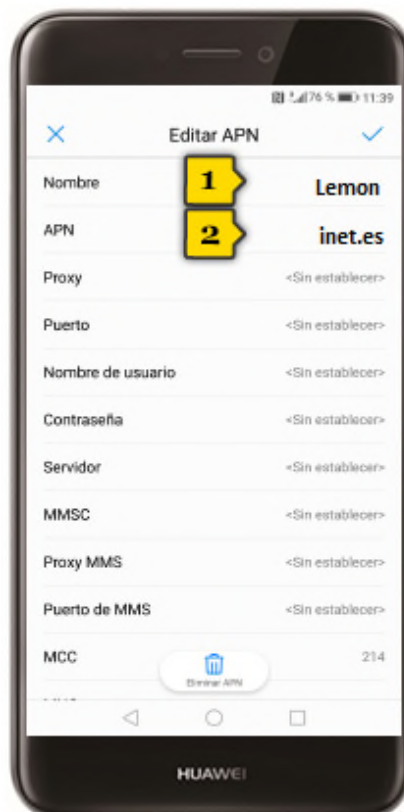 76 % 11:39
Editar APN
Nombre 1 Lemon
APN 2 inet.es
Proxy <Sin establecer>
Puerto <Sin establecer>
Nombre de usuario <Sin establecer>
Contraseña <Sin establecer>
Servidor <Sin establecer>
MMSC <Sin establecer>
Proxy MMS <Sin establecer>
Puerto de MMS <Sin establecer>
MCC 214
Eliminar APN
HUAWEI